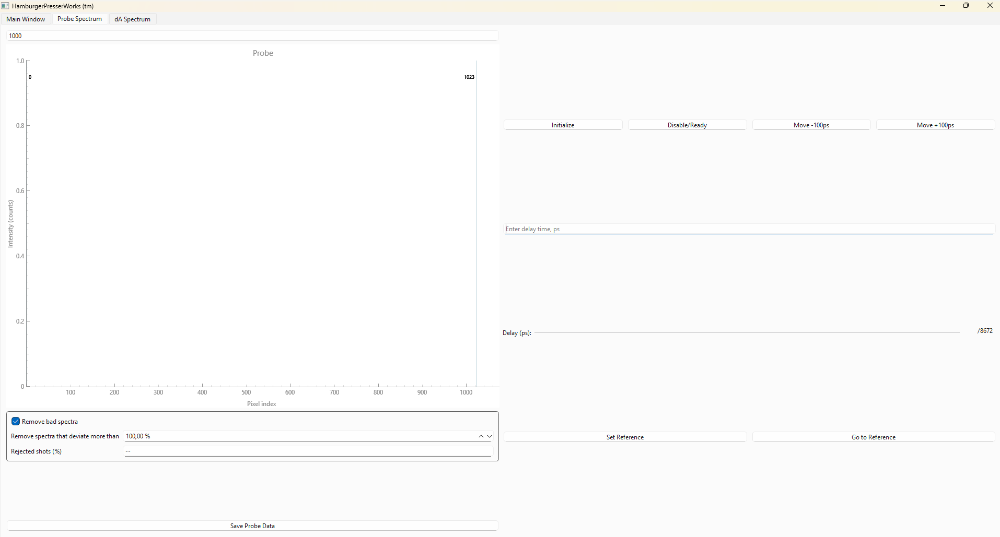 HamburgerPresserWorks (tm)
Main Window Probe Spectrum dA Spectrum
1000
Probe
1.0
0 1023
0.8
0.6
0.4
0.2
0
Intensity (counts)
100 200 300 400 500 600 700 800 900 1000
Pixel index
Remove bad spectra
Remove spectra that deviate more than 100,00 %
Rejected shots (%) --
Save Probe Data
Initialize Disable/Ready Move -100ps Move +100ps
Enter delay time, ps
Delay (ps): /8672
Set Reference Go to Reference